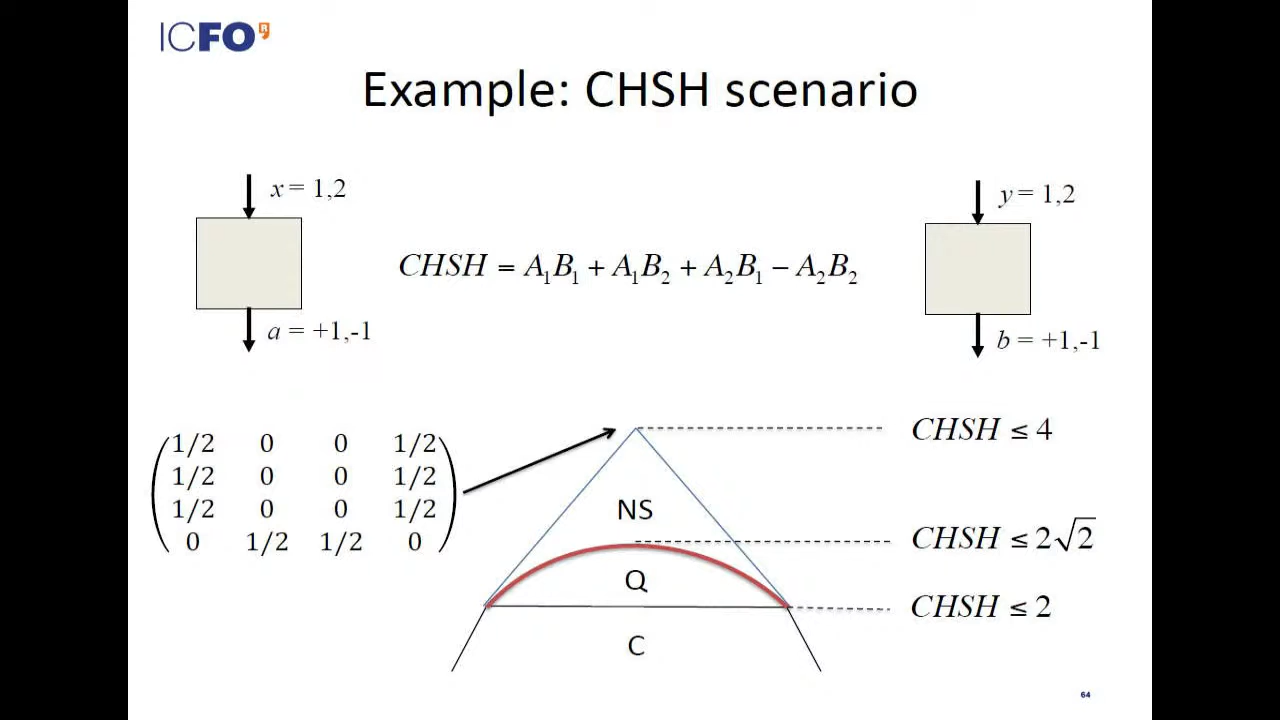 ICFO
Example: CHSH scenario
x = 1,2
y = 1,2
CHSH = A₁B₁ + A₁B₂ + A₂B₁ − A₂B₂
a = +1,-1
b = +1,-1
1/2 0 0 1/2
1/2 0 0 1/2
1/2 0 0 1/2
0 1/2 1/2 0
CHSH ≤ 4
NS
CHSH ≤ 2√2
Q
CHSH ≤ 2
C
64